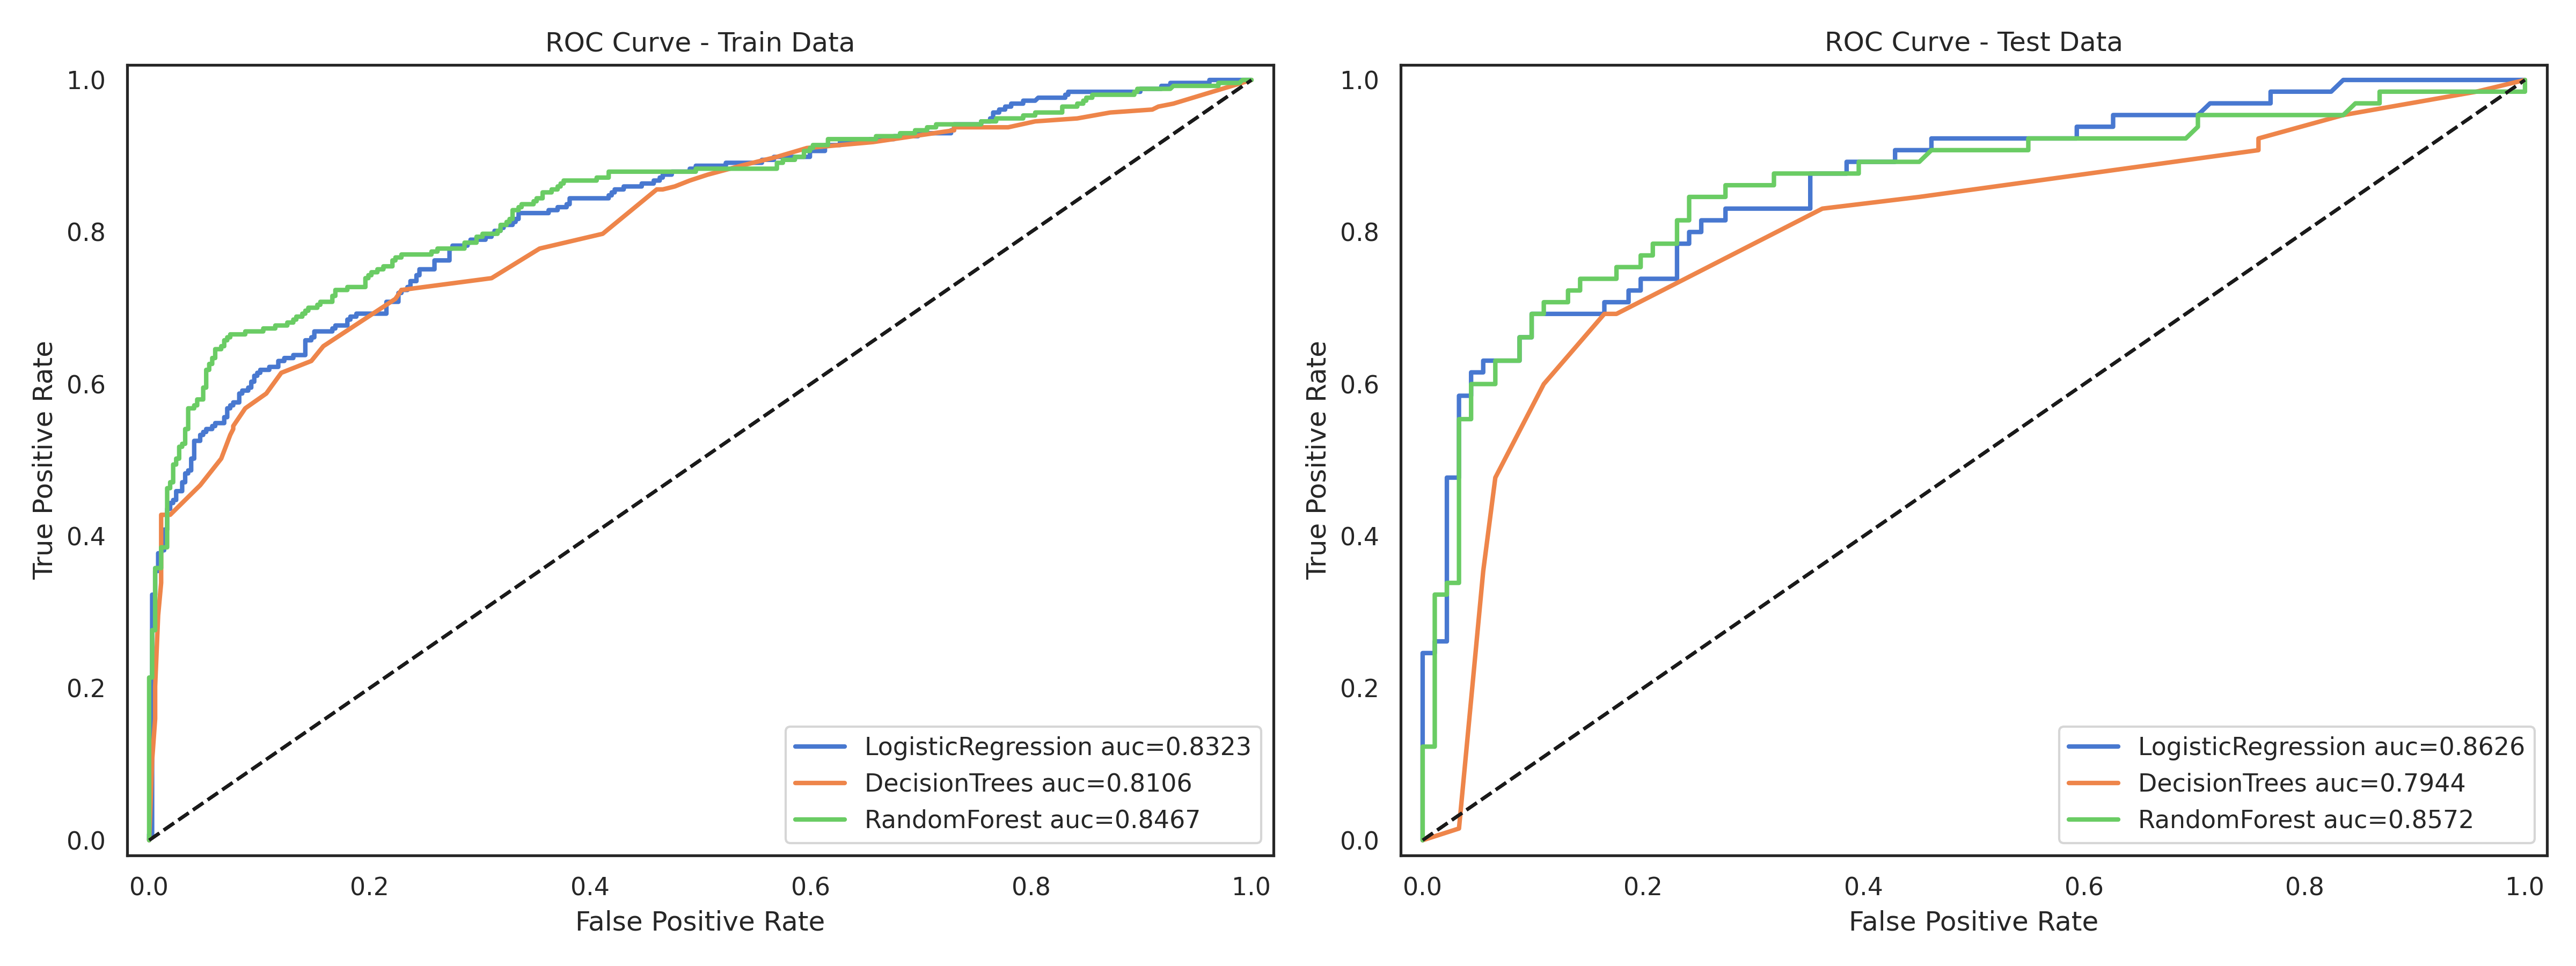 ROC Curve - Train Data
True Positive Rate
1.0
0.8
0.6
0.4
0.2
0.0
LogisticRegression auc=0.8323
DecisionTrees auc=0.8106
RandomForest auc=0.8467
0.0 0.2 0.4 0.6 0.8 1.0
False Positive Rate
ROC Curve - Test Data
True Positive Rate
1.0
0.8
0.6
0.4
0.2
0.0
LogisticRegression auc=0.8626
DecisionTrees auc=0.7944
RandomForest auc=0.8572
0.0 0.2 0.4 0.6 0.8 1.0
False Positive Rate